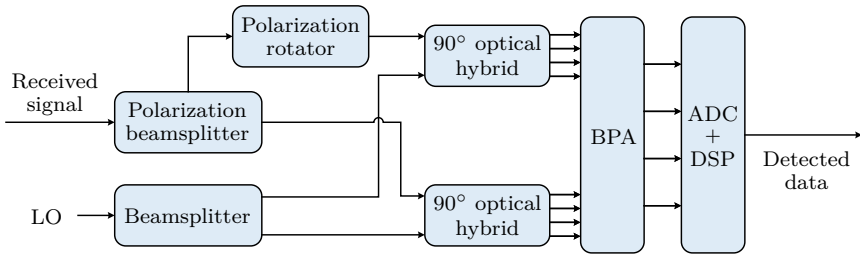 Polarization
rotator
90° optical
hybrid
Received
signal
Polarization
beamsplitter
BPA
ADC
+
DSP
Detected
data
LO
Beamsplitter
90° optical
hybrid